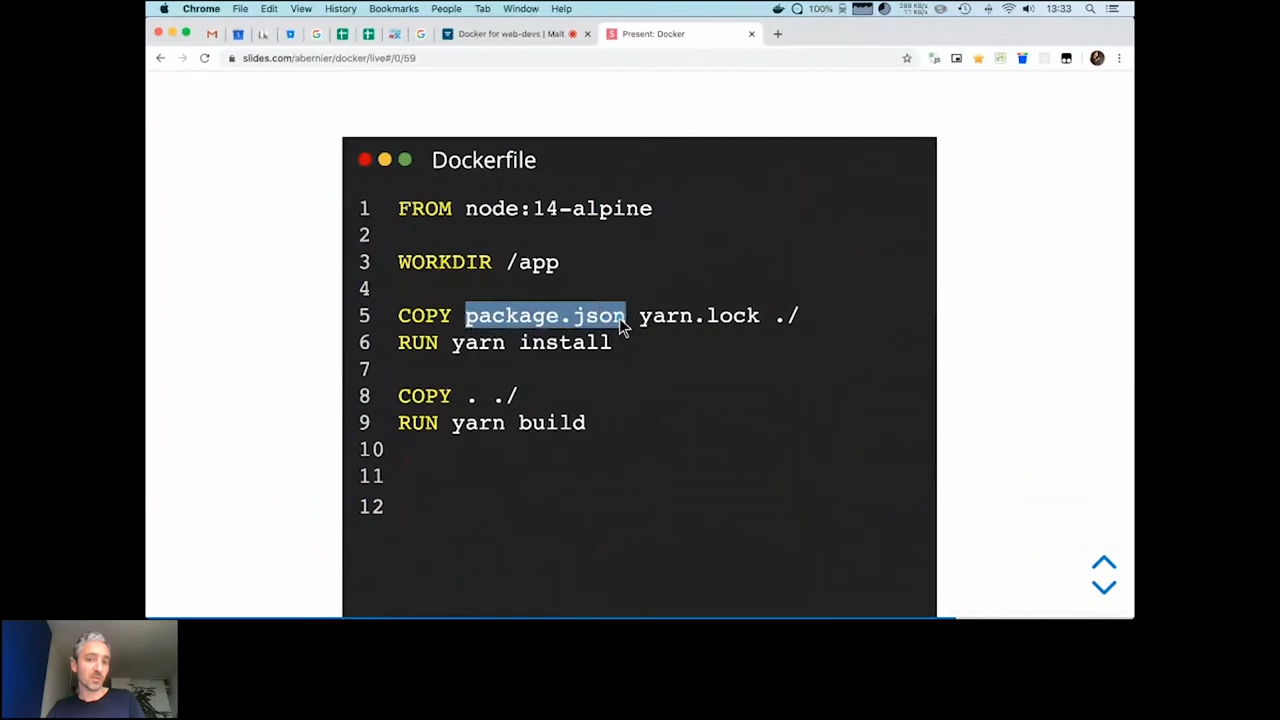 Chrome File Edit View History Bookmarks People Tab Window Help 100% 13:33
Docker for web-devs | Malt Present: Docker
slides.com/abernier/docker/live#/0/59
Dockerfile
1 FROM node:14-alpine
2
3 WORKDIR /app
4
5 COPY package.json yarn.lock ./
6 RUN yarn install
7
8 COPY . ./
9 RUN yarn build
10
11
12